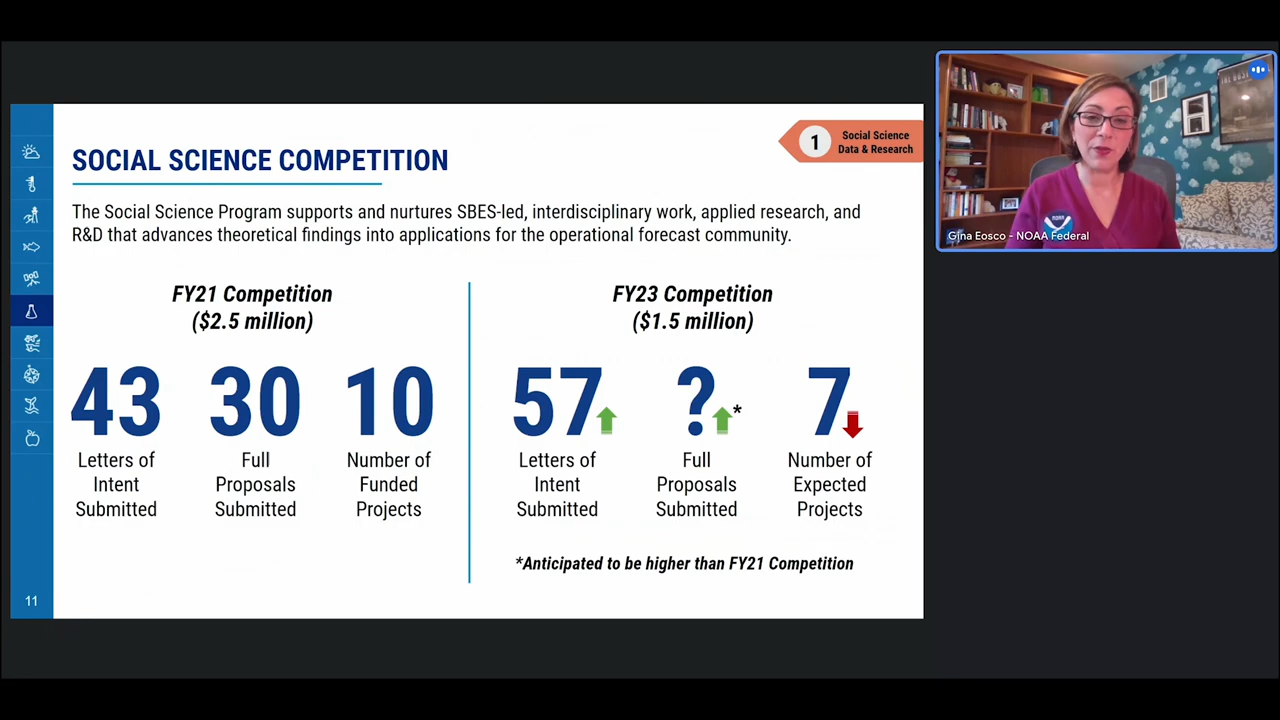 SOCIAL SCIENCE COMPETITION
1
Social Science
Data & Research
The Social Science Program supports and nurtures SBES-led, interdisciplinary work, applied research, and
R&D that advances theoretical findings into applications for the operational forecast community.
FY21 Competition
($2.5 million)
43
Letters of
Intent
Submitted
30
Full
Proposals
Submitted
10
Number of
Funded
Projects
FY23 Competition
($1.5 million)
57
Letters of
Intent
Submitted
?*
Full
Proposals
Submitted
7
Number of
Expected
Projects
*Anticipated to be higher than FY21 Competition
11
NOAA
Gina Eosco - NOAA Federal